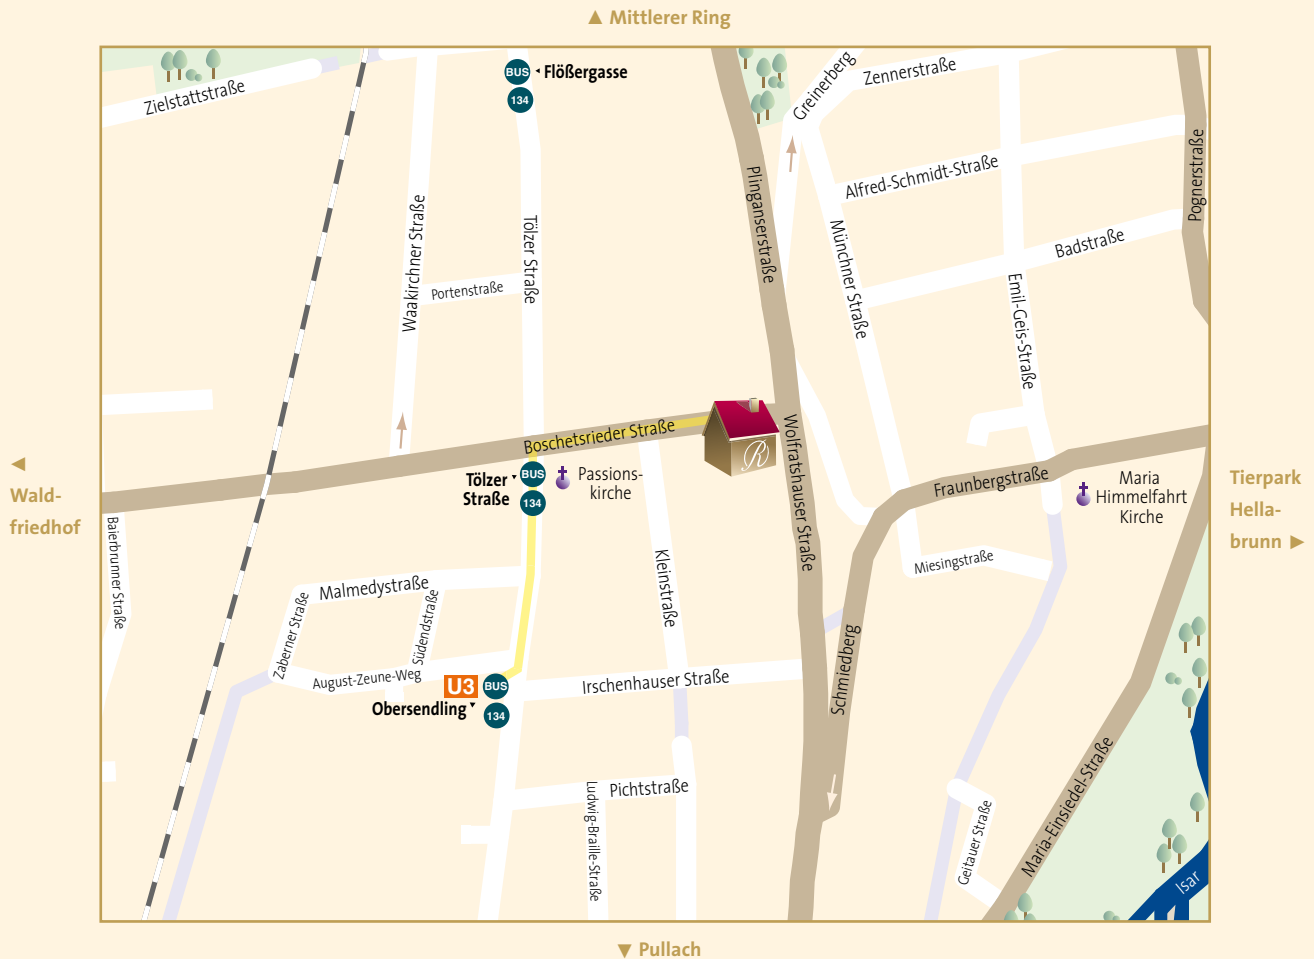 ▲ Mittlerer Ring
BUS
Flößergasse
134
Zielstattstraße
Greinerberg
Zennerstraße
Alfred-Schmidt-Straße
Pognerstraße
Plinganserstraße
Münchner Straße
Badstraße
Emil-Geis-Straße
Waakirchner Straße
Tölzer Straße
Portenstraße
Boschetsrieder Straße
R
Wolfratshauser Straße
◄
Wald-
friedhof
Tölzer
Straße
BUS
134
Passions-
kirche
Fraunbergstraße
Maria
Himmelfahrt
Kirche
Tierpark
Hella-
brunn ►
Baierbrunner Straße
Kleinstraße
Miesingstraße
Malmedystraße
Zaberner Straße
Südendstraße
August-Zeune-Weg
U3
BUS
Obersendling
134
Irschenhauser Straße
Schmiedberg
Pichtstraße
Ludwig-Braille-Straße
Geitauer Straße
Maria-Einsiedel-Straße
Isar
▼ Pullach